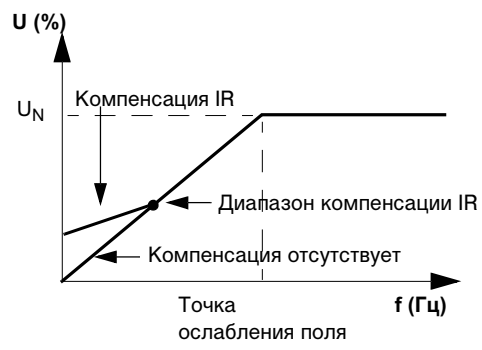 U (%)
Компенсация IR
U_N
Диапазон компенсации IR
Компенсация отсутствует
Точка
ослабления поля
f (Гц)